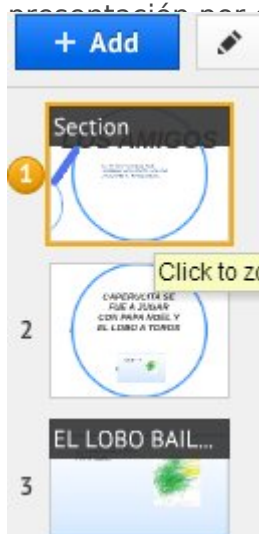 presentación por
+ Add
Section
LOS AMIGOS
1
Click to zo
CAPERUCITA SE
FUE A JUGAR
CON PAPA NOEL Y
EL LOBO A TOROS
2
EL LOBO BAIL...
3